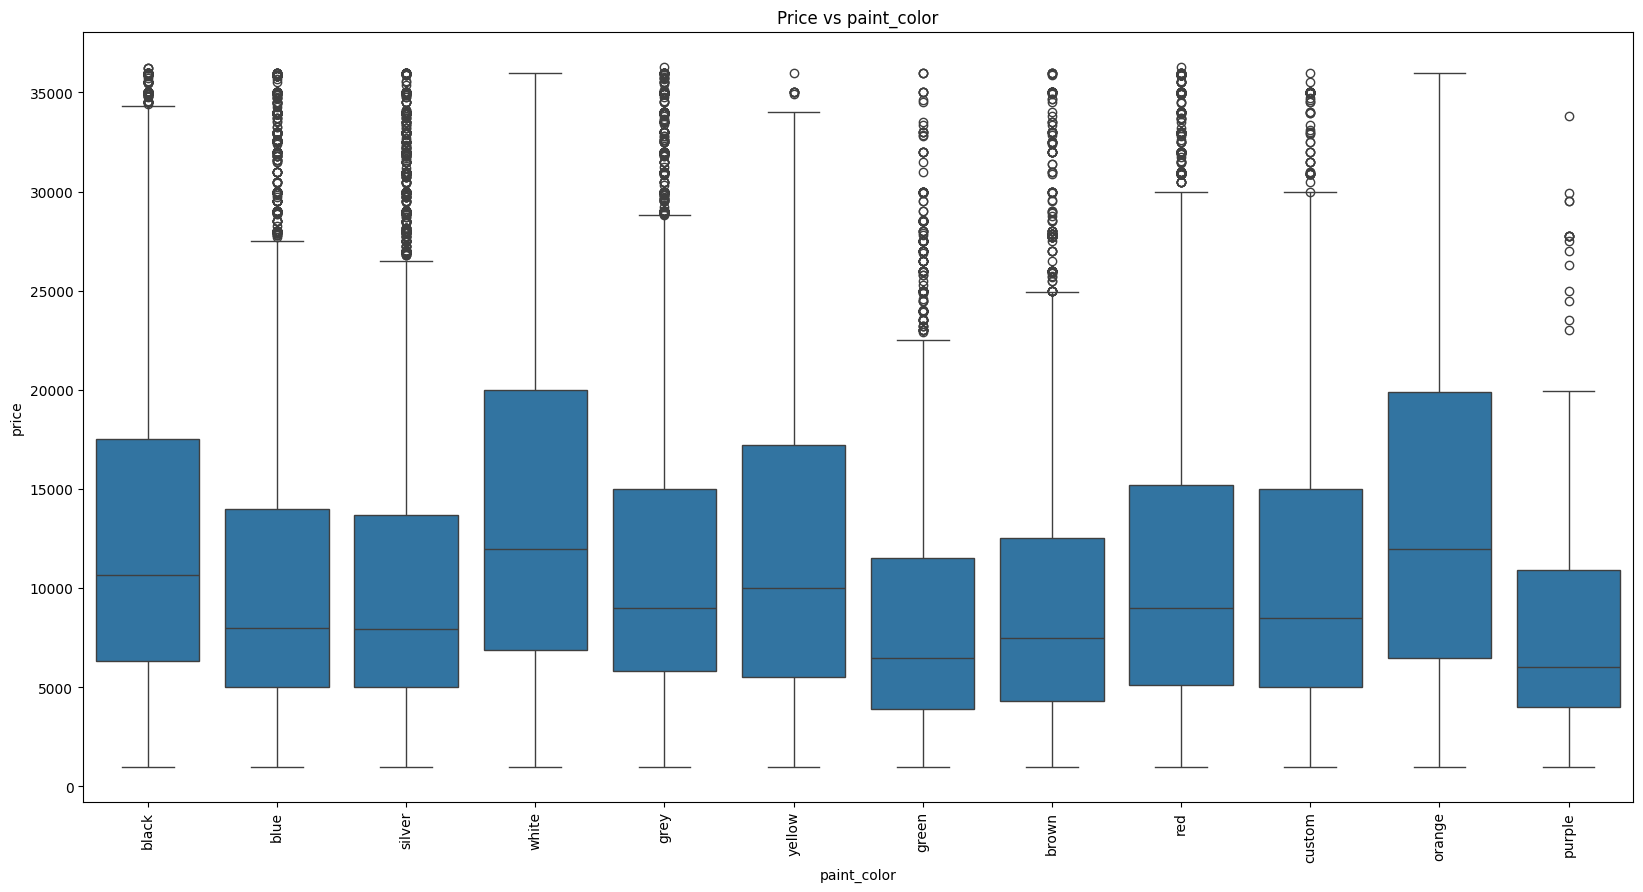 Price vs paint_color
35000
30000
25000
20000
15000
10000
5000
0
price
black
blue
silver
white
grey
yellow
green
brown
red
custom
orange
purple
paint_color